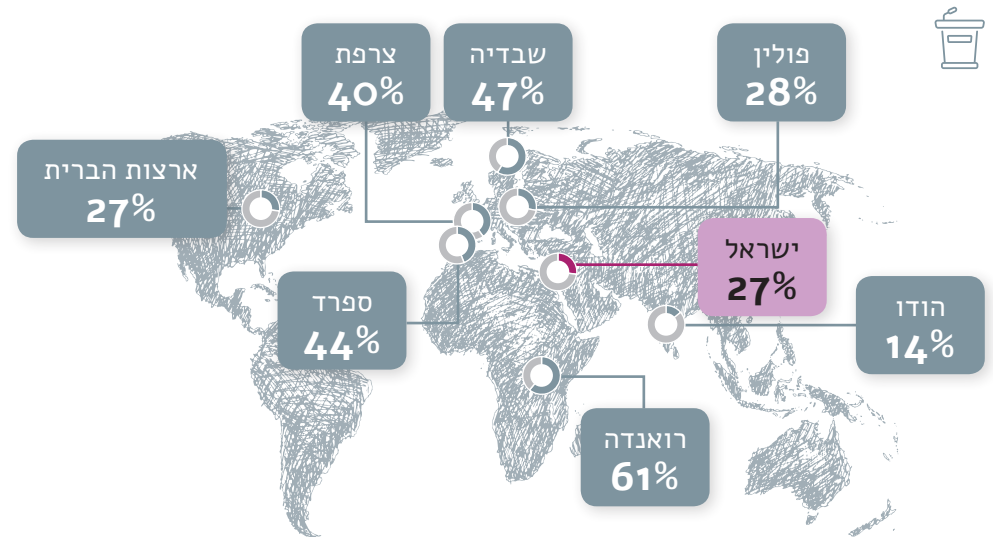 צרפת
40%
שבדיה
47%
פולין
28%
ארצות הברית
27%
ישראל
27%
ספרד
44%
הודו
14%
רואנדה
61%